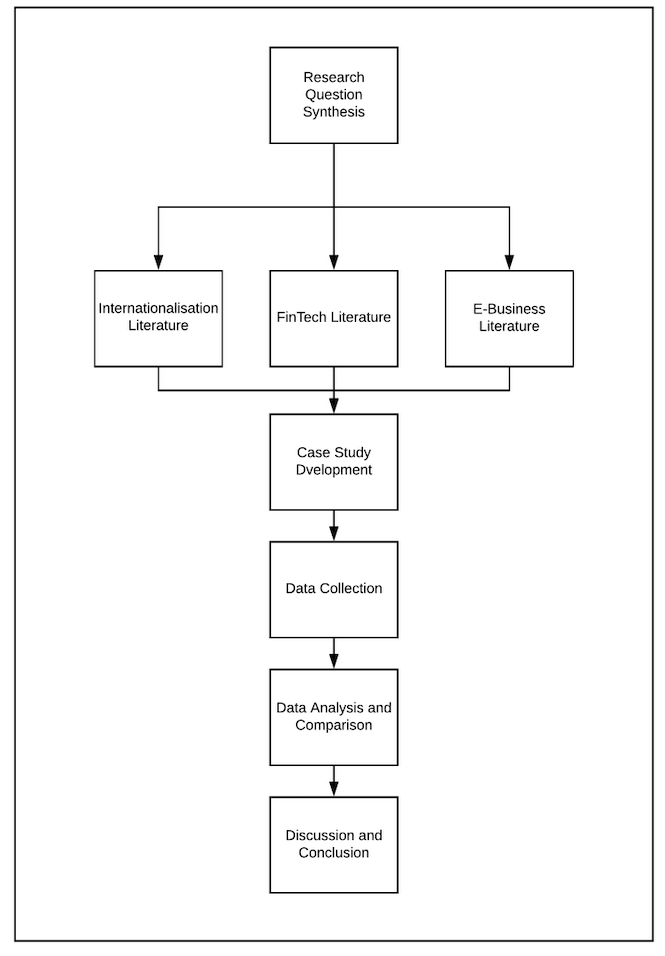 Research
Question
Synthesis
Internationalisation
Literature
FinTech Literature
E-Business
Literature
Case Study
Dvelopment
Data Collection
Data Analysis and
Comparison
Discussion and
Conclusion